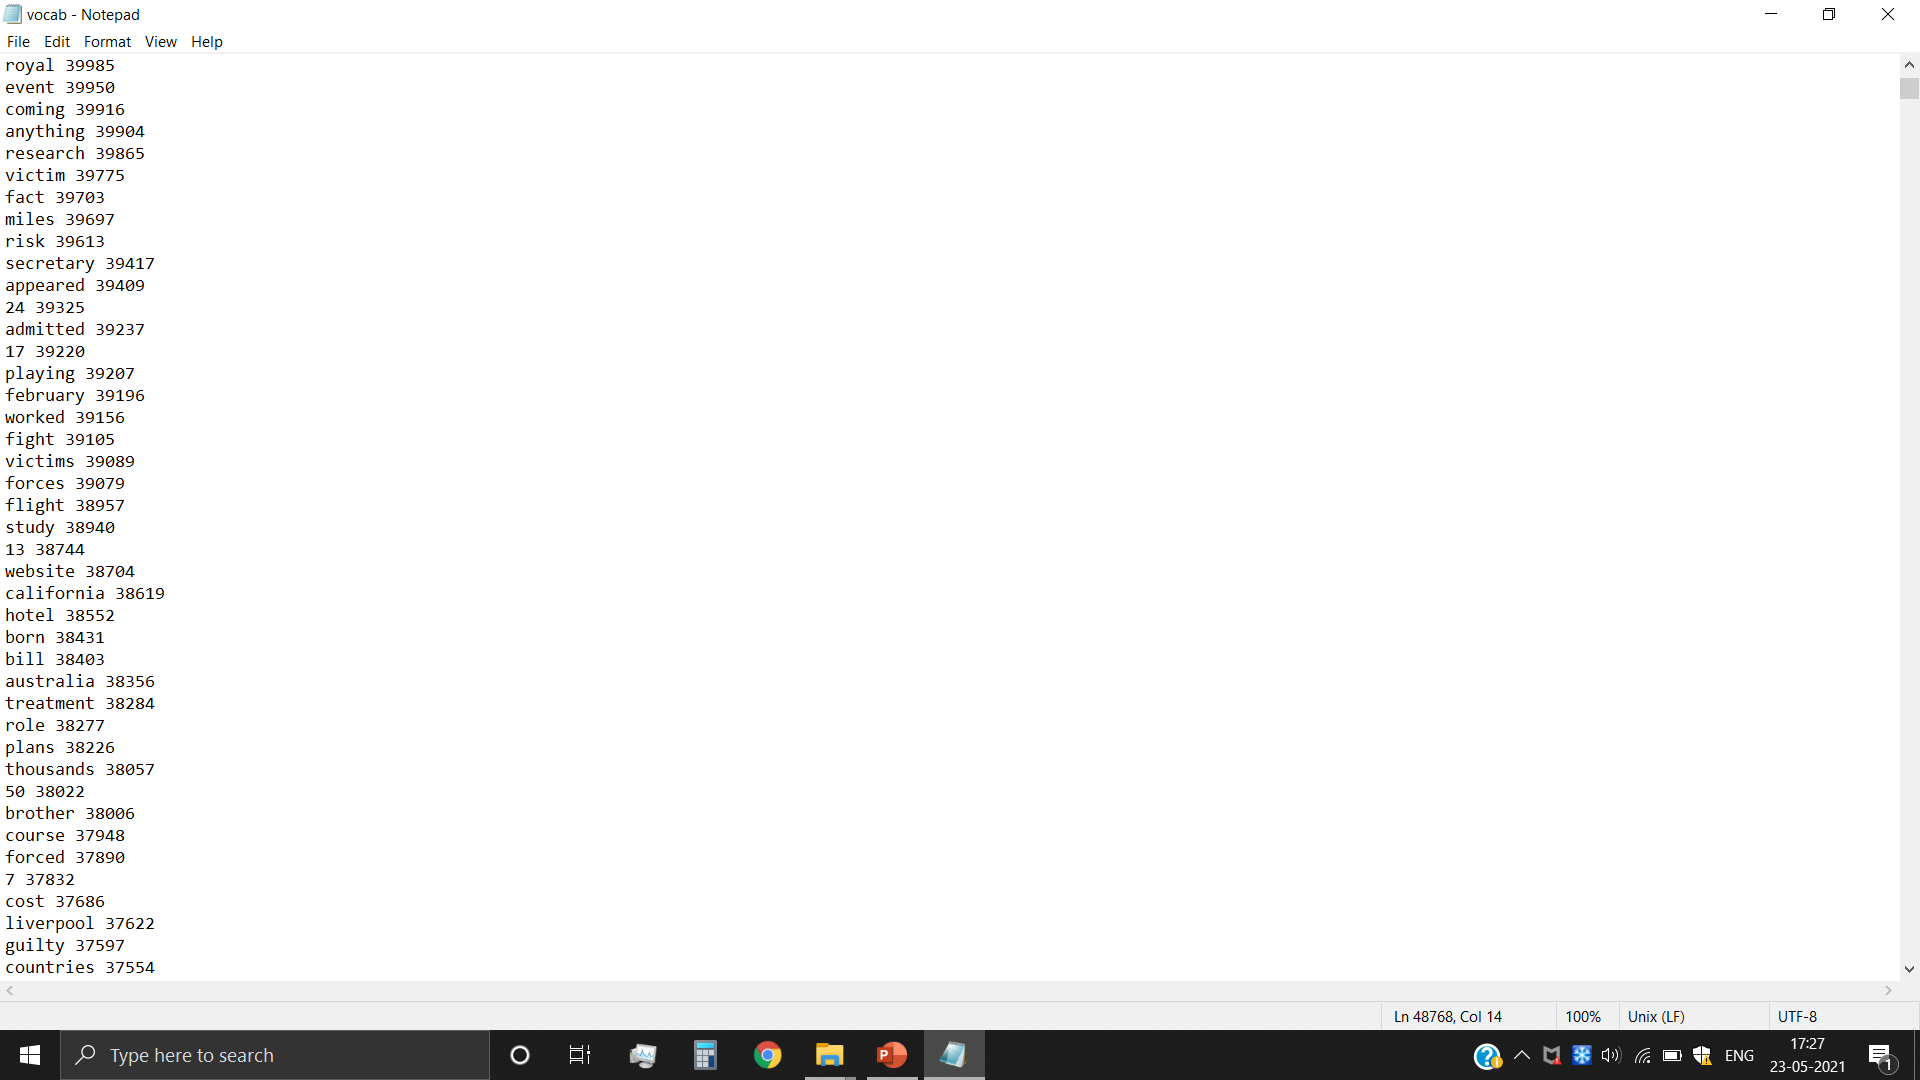 vocab - Notepad
File Edit Format View Help
royal 39985
event 39950
coming 39916
anything 39904
research 39865
victim 39775
fact 39703
miles 39697
risk 39613
secretary 39417
appeared 39409
24 39325
admitted 39237
17 39220
playing 39207
february 39196
worked 39156
fight 39105
victims 39089
forces 39079
flight 38957
study 38940
13 38744
website 38704
california 38619
hotel 38552
born 38431
bill 38403
australia 38356
treatment 38284
role 38277
plans 38226
thousands 38057
50 38022
brother 38006
course 37948
forced 37890
7 37832
cost 37686
liverpool 37622
guilty 37597
countries 37554
Ln 48768, Col 14 100% Unix (LF) UTF-8
Type here to search
ENG
17:27
23-05-2021
1